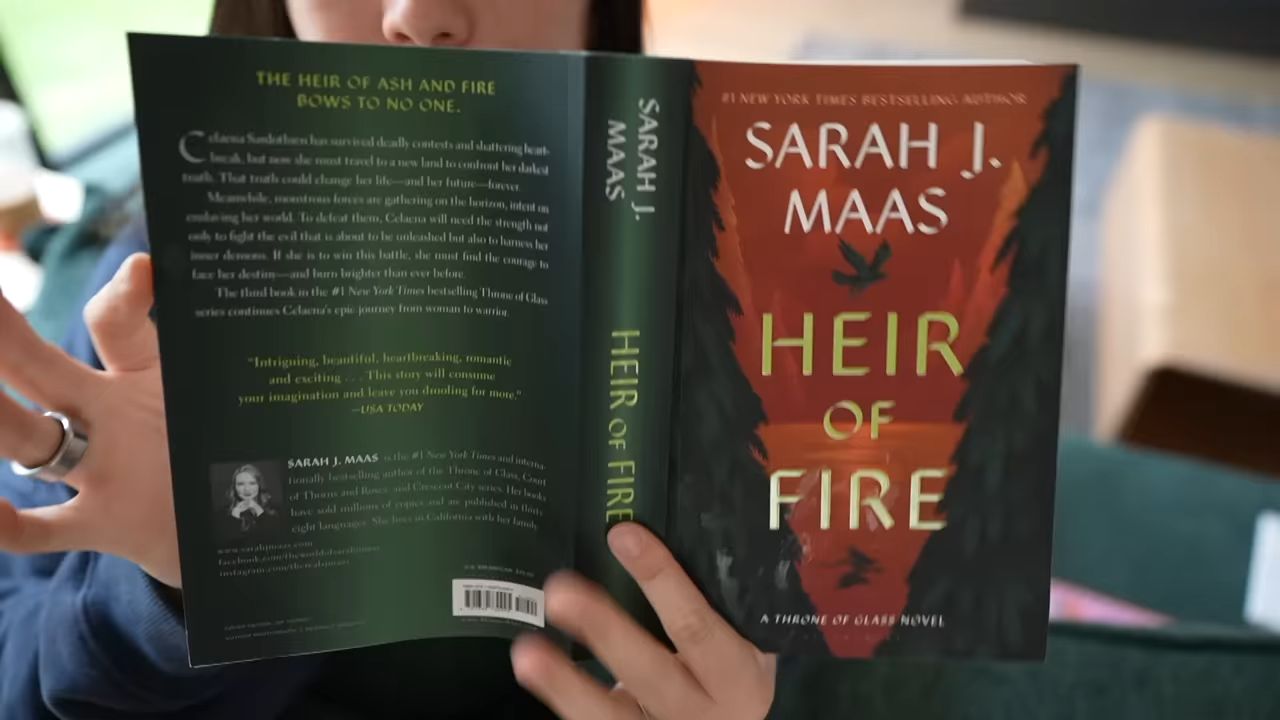 THE HEIR OF ASH AND FIRE
BOWS TO NO ONE.
Celaena Sardothien has survived deadly contests and shattering heart-
break, but now she must travel to a new land to confront her darkest
truth. That truth could change her life—and her future—forever.
Meanwhile, monstrous forces are gathering on the horizon, intent on
enslaving her world. To defeat them, Celaena will need the strength not
only to fight the evil that is about to be unleashed but also to harness her
inner demons. If she is to win this battle, she must find the courage to
face her destiny—and burn brighter than ever before.
The third book in the #1 New York Times bestselling Throne of Glass
series continues Celaena's epic journey from woman to warrior.
"Intriguing, beautiful, heartbreaking, romantic
and exciting . . . This story will consume
your imagination and leave you drooling for more."
—USA TODAY
SARAH J. MAAS is the #1 New York Times and interna-
tionally bestselling author of the Throne of Glass, Court
of Thorns and Roses, and Crescent City series. Her books
have sold millions of copies and are published in thirty
eight languages. She lives in California with her family.
www.sarahjmaas.com
facebook.com/theworldofsarahjmaas
instagram.com/therealsjmaas
SARAH J.
MAAS
HEIR OF FIRE
#1 NEW YORK TIMES BESTSELLING AUTHOR
SARAH J.
MAAS
HEIR
OF
FIRE
A THRONE OF GLASS NOVEL